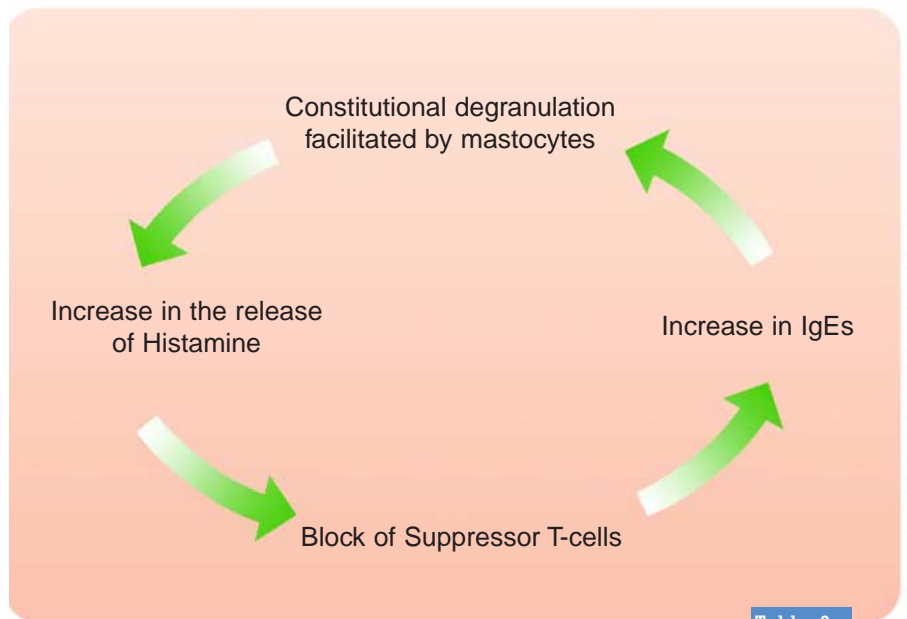 Constitutional degranulation
facilitated by mastocytes
Increase in the release
of Histamine
Increase in IgEs
Block of Suppressor T-cells